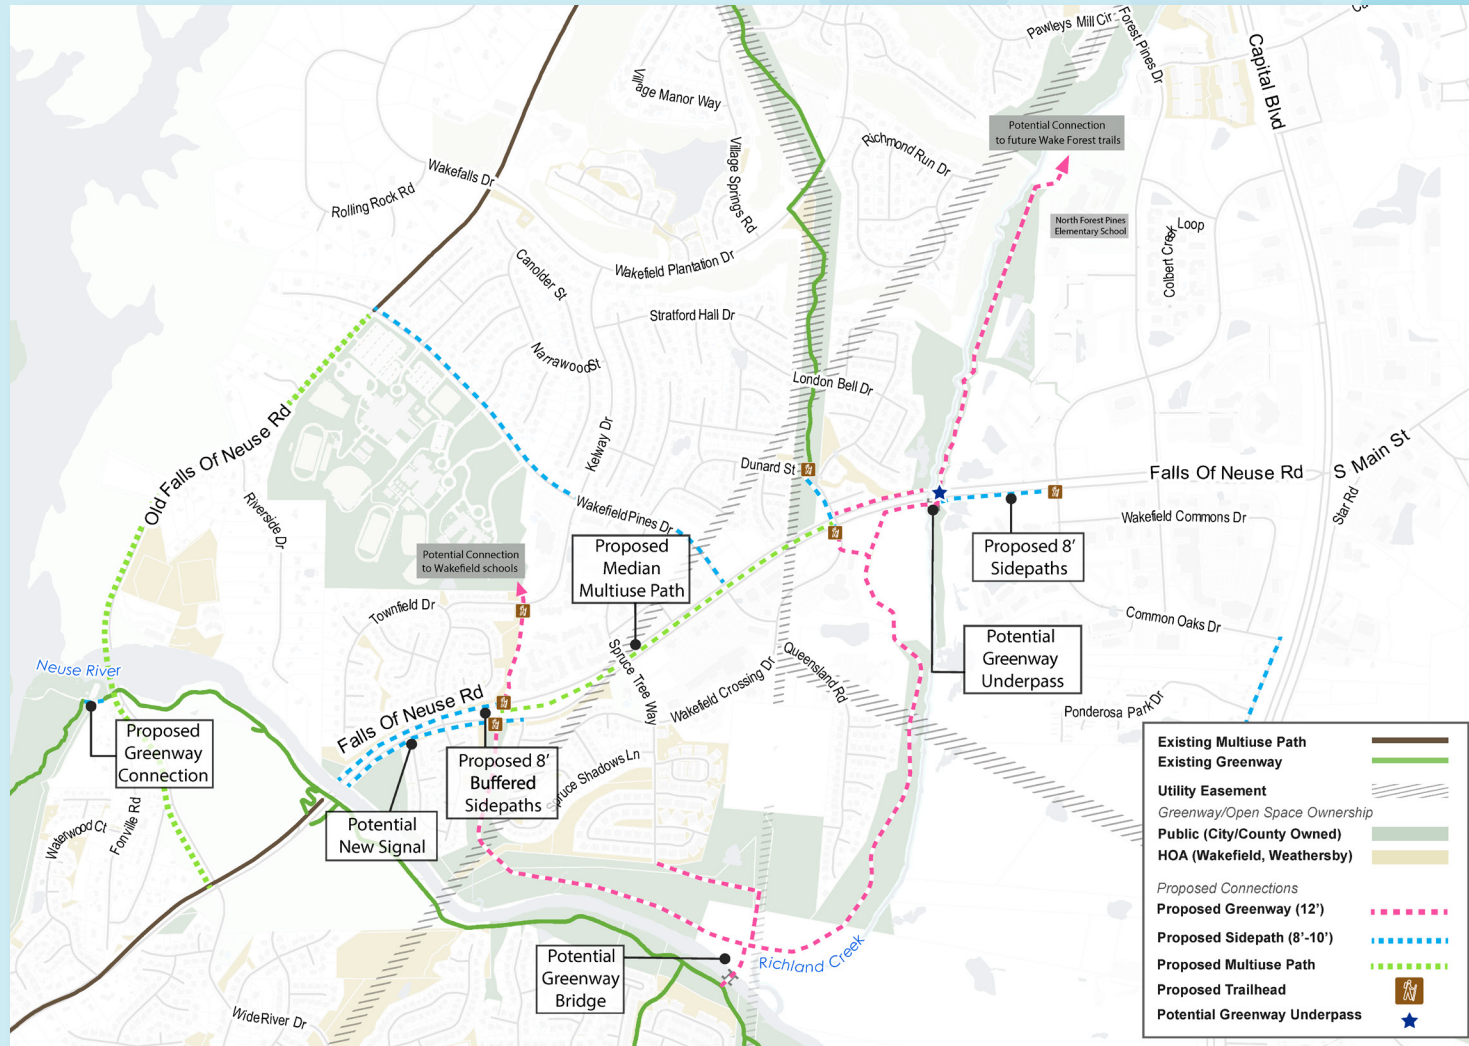 Pawleys Mill Cir
Forest Pines Dr
Capital Blvd
Village Manor Way
Village Springs Rd
Richmond Run Dr
Potential Connection
to future Wake Forest trails
Wakefalls Dr
Rolling Rock Rd
North Forest Pines
Elementary School
Colbert Creek
Loop
Canolder St
Wakefield Plantation Dr
Stratford Hall Dr
Narrawood St
London Bell Dr
Old Falls Of Neuse Rd
Kelway Dr
Dunard St
Falls Of Neuse Rd
S Main St
Star Rd
Riverside Dr
Wakefield Pines Dr
Wakefield Commons Dr
Potential Connection
to Wakefield schools
Proposed
Median
Multiuse Path
Proposed 8’
Sidepaths
Townfield Dr
Common Oaks Dr
Potential
Greenway
Underpass
Neuse River
Spruce Tree Way
Queensland Rd
Wakefield Crossing Dr
Ponderosa Park Dr
Falls Of Neuse Rd
Proposed
Greenway
Connection
Proposed 8’
Buffered
Sidepaths
Spruce Shadows Ln
Potential
New Signal
Waterwood Ct
Fonville Rd
Potential
Greenway
Bridge
Richland Creek
Wide River Dr
Existing Multiuse Path
Existing Greenway
Utility Easement
Greenway/Open Space Ownership
Public (City/County Owned)
HOA (Wakefield, Weathersby)
Proposed Connections
Proposed Greenway (12’)
Proposed Sidepath (8’-10’)
Proposed Multiuse Path
Proposed Trailhead
Potential Greenway Underpass